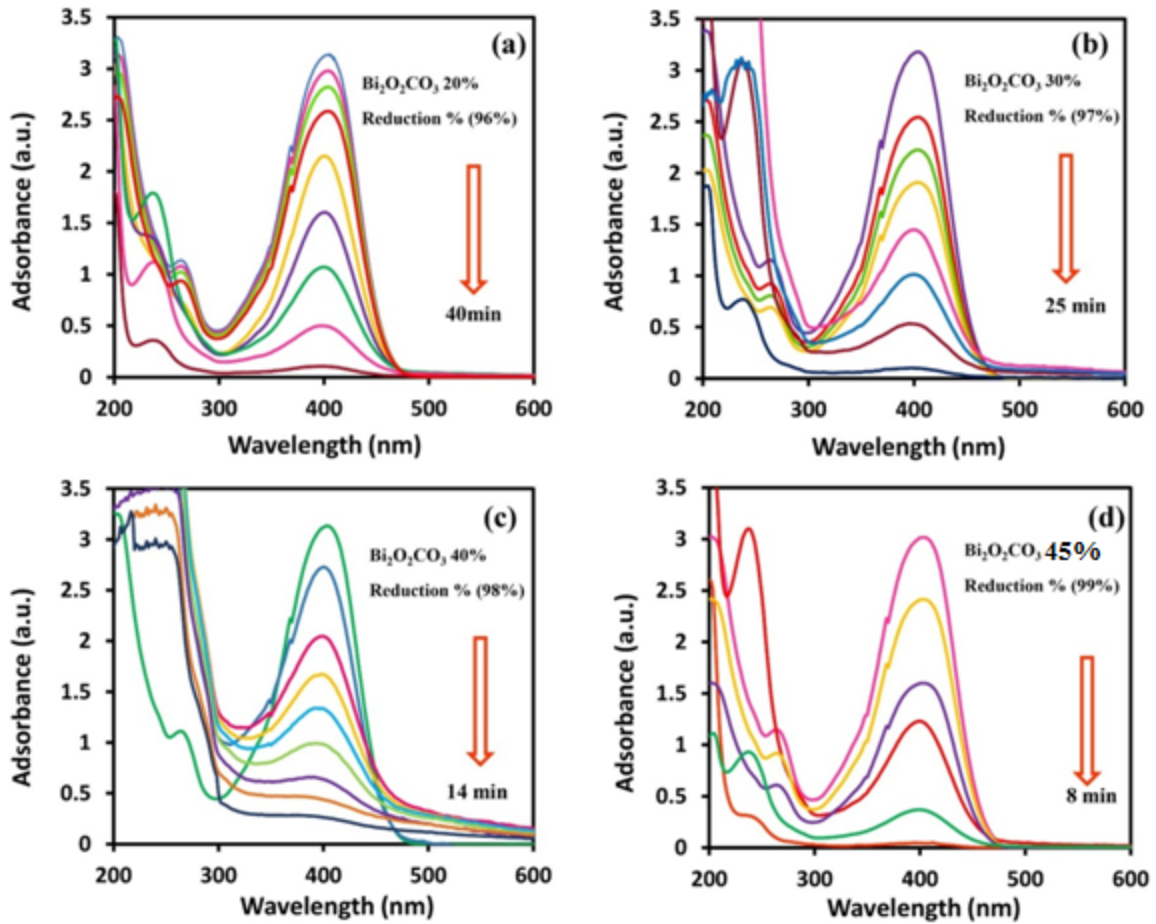 (a)
Bi₂O₂CO₃ 20%
Reduction % (96%)
40min
3.5
3
2.5
2
1.5
1
0.5
0
200
300
400
500
600
Adsorbance (a.u.)
Wavelength (nm)
(b)
Bi₂O₂CO₃ 30%
Reduction % (97%)
25 min
3.5
3
2.5
2
1.5
1
0.5
0
200
300
400
500
600
Adsorbance (a.u.)
Wavelength (nm)
(c)
Bi₂O₂CO₃ 40%
Reduction % (98%)
14 min
3.5
3
2.5
2
1.5
1
0.5
0
200
300
400
500
600
Absorbance (a.u.)
Wavelength (nm)
(d)
Bi₂O₂CO₃ 45%
Reduction % (99%)
8 min
3.5
3
2.5
2
1.5
1
0.5
0
200
300
400
500
600
Adsorbance (a.u.)
Wavelength (nm)